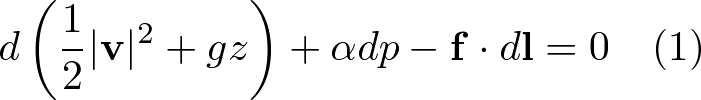 d(1/2|v|² + gz) + αdp − f · dl = 0 (1)